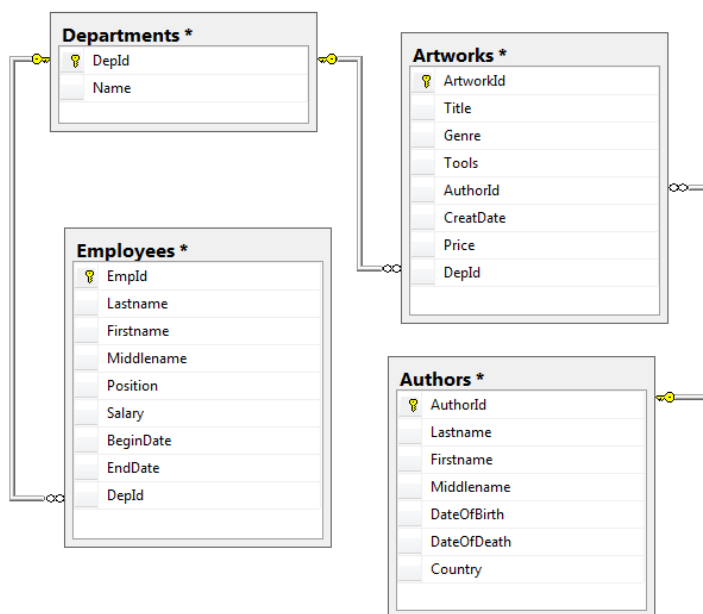 Departments *
DepId
Name
Artworks *
ArtworkId
Title
Genre
Tools
AuthorId
CreatDate
Price
DepId
Employees *
EmpId
Lastname
Firstname
Middlename
Position
Salary
BeginDate
EndDate
DepId
Authors *
AuthorId
Lastname
Firstname
Middlename
DateOfBirth
DateOfDeath
Country